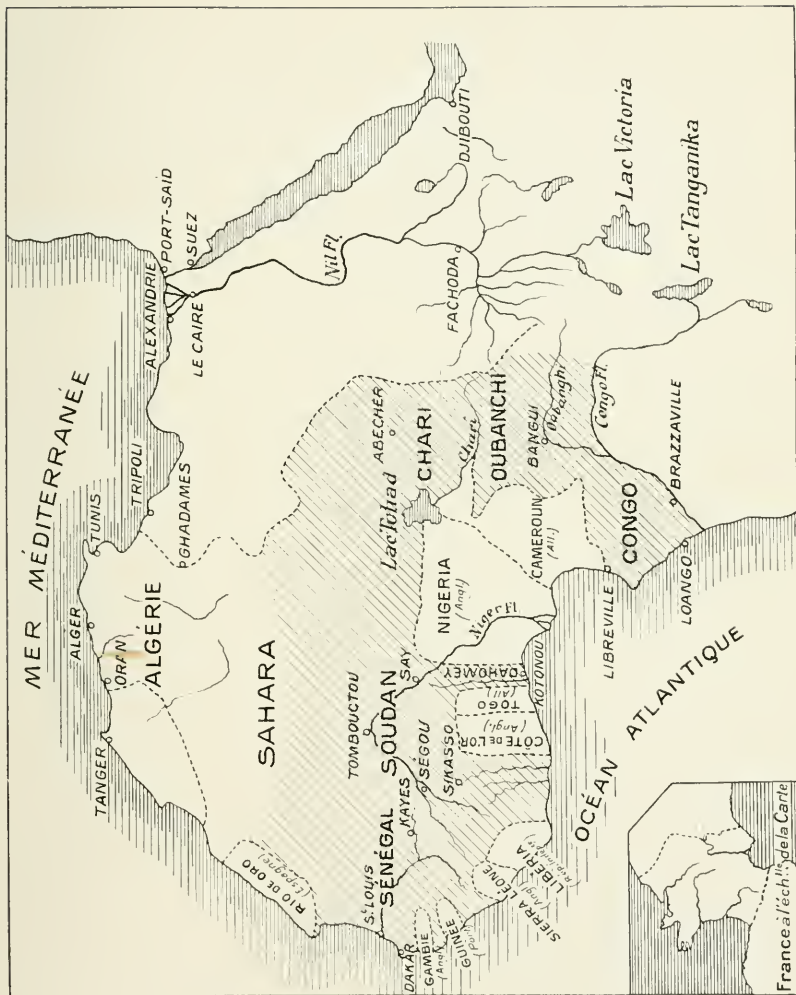 MER MÉDITERRANÉE
TANGER
ORAN
ALGER
TUNIS
TRIPOLI
GHADAMES
ALEXANDRIE
PORT-SAID
SUEZ
LE CAIRE
ALGÉRIE
SAHARA
RIO DE ORO
(Espagne)
Nil Fl.
TOMBOUCTOU
St Louis
SÉNÉGAL
SOUDAN
KAYES
SÉGOU
SIKASSO
SAY
DAKAR
GAMBIE
(Angl.)
GUINÉE
(Port.)
SIERRA LEONE
(Angl.)
LIBERIA
CÔTE DE L'OR
(Angl.)
TOGO
(All.)
DAHOMEY
KOTONOU
Niger Fl.
NIGERIA
(Angl)
Lac Tchad
ABECHER
CHARI
Chari
OUBANCHI
BANGUI
Oubanghi
CAMEROUN
(All.)
CONGO
Congo Fl.
LIBREVILLE
LOANGO
BRAZZAVILLE
FACHODA
DJIBOUTI
Lac Victoria
Lac Tanganika
OCÉAN ATLANTIQUE
France à l'échlle de la Carte